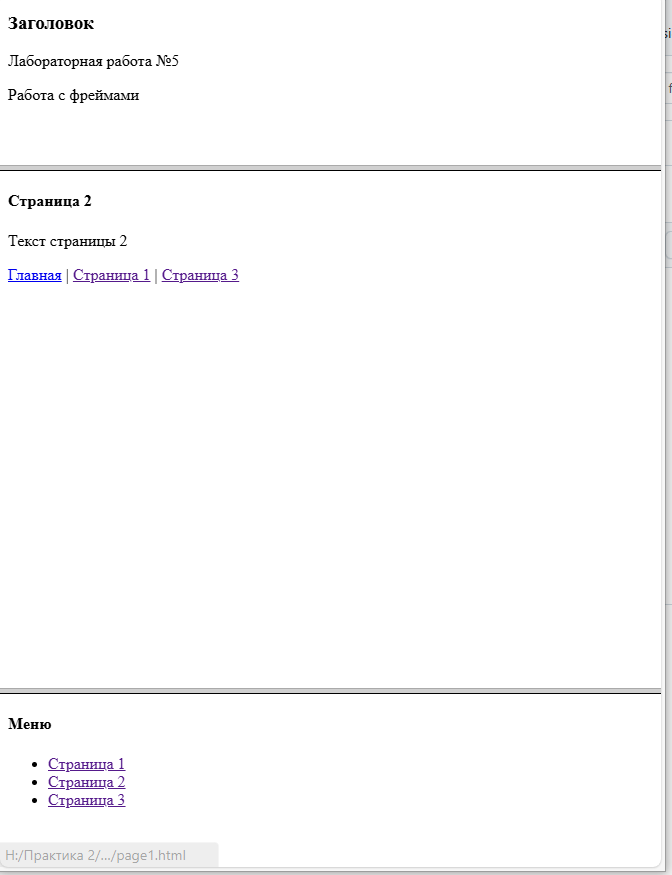 Заголовок
Лабораторная работа №5
Работа с фреймами
Страница 2
Текст страницы 2
Главная | Страница 1 | Страница 3
Меню
Страница 1
Страница 2
Страница 3
H:/Практика 2/.../page1.html